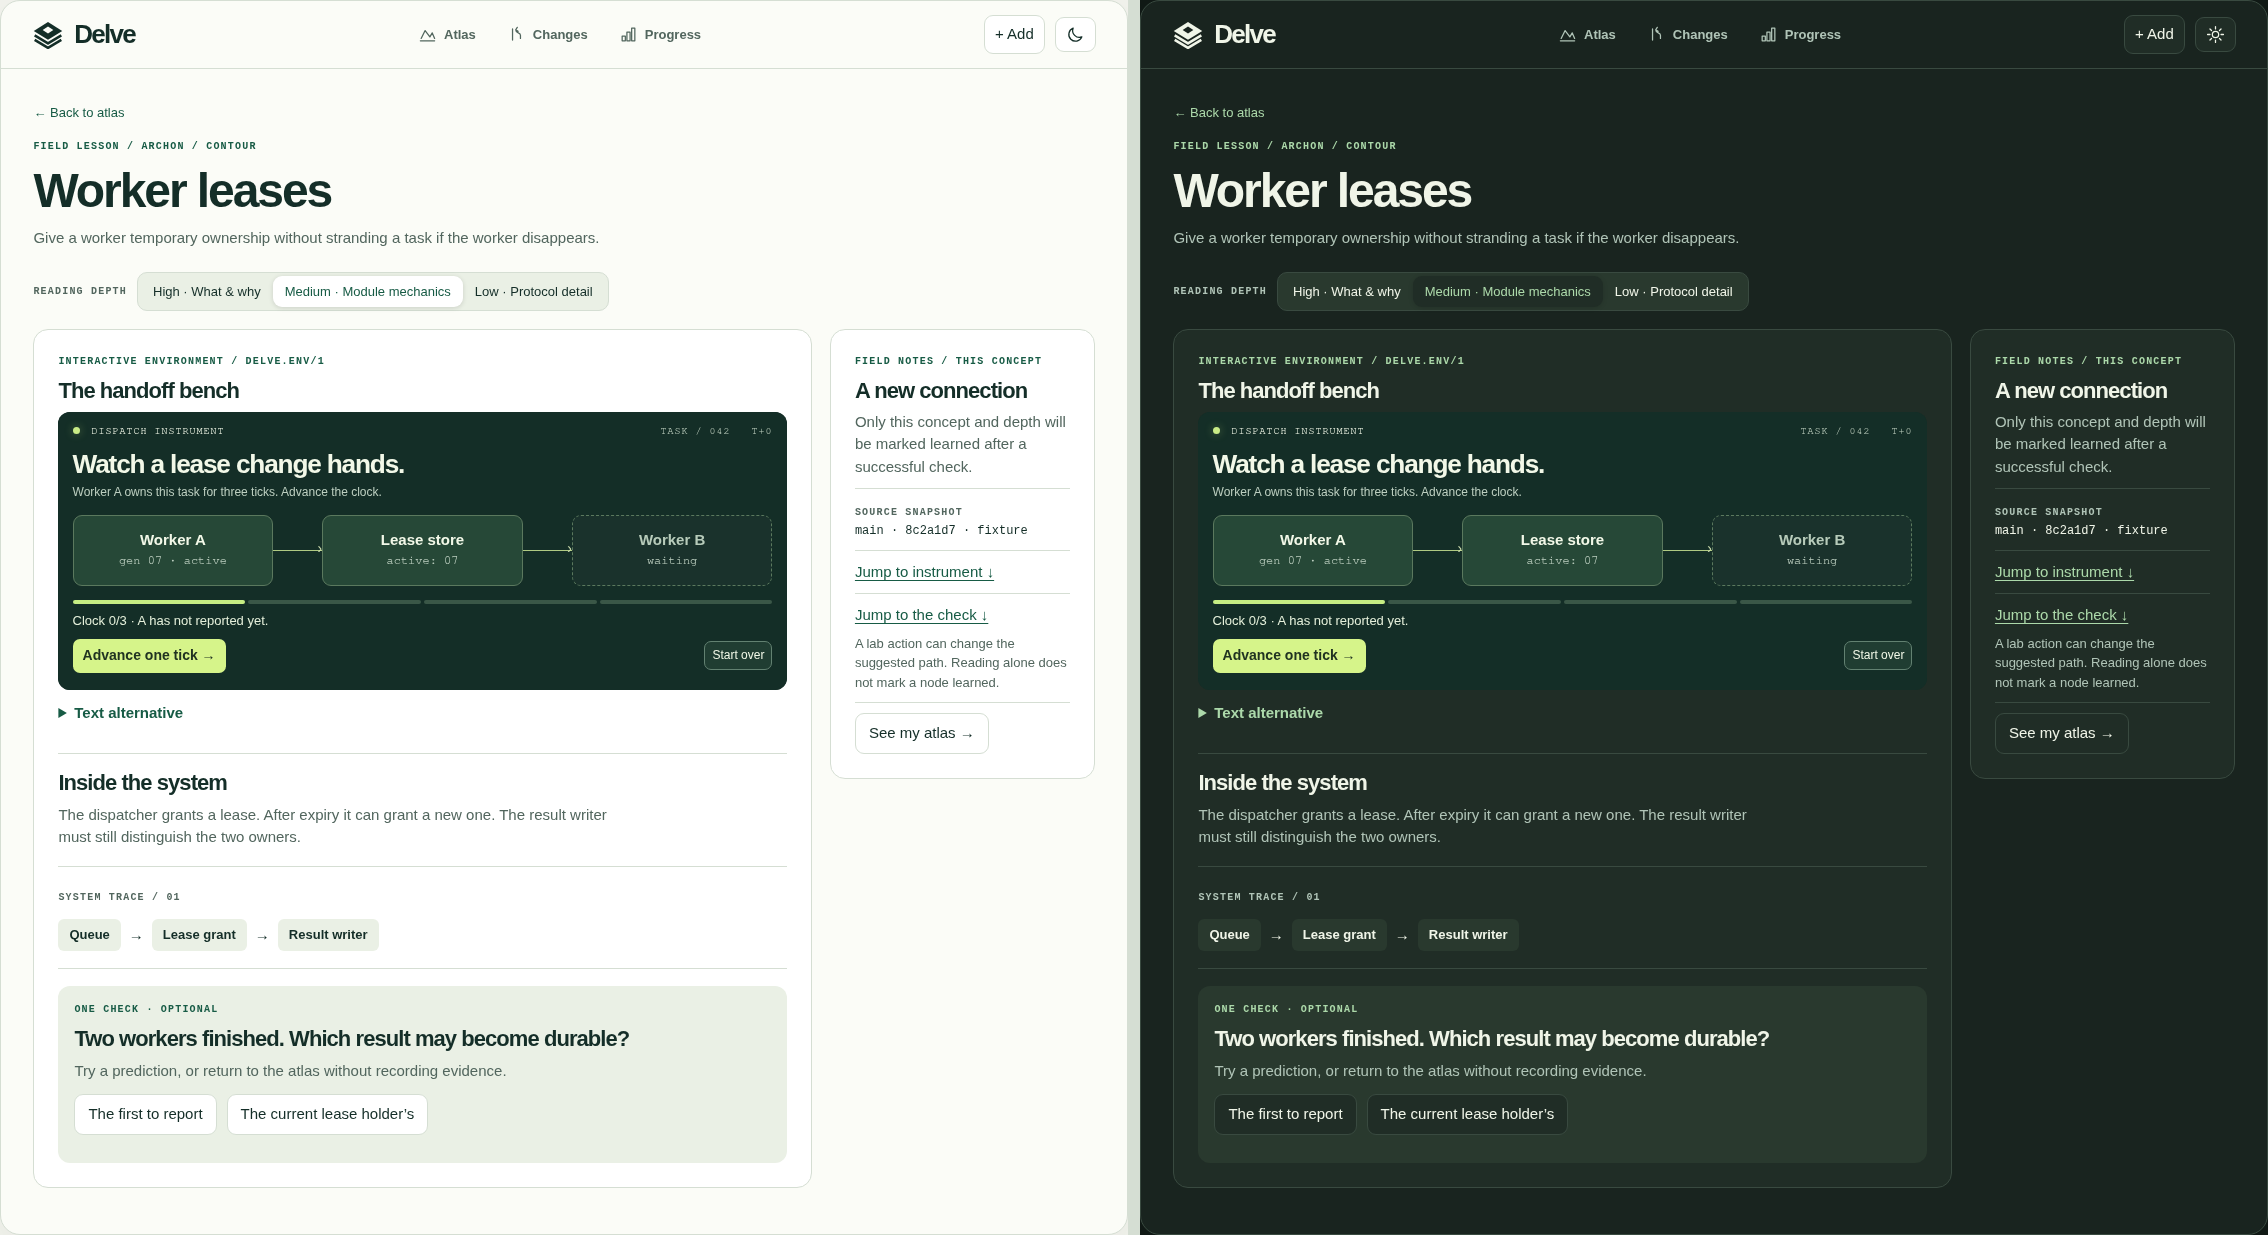 Delve
Atlas
Changes
Progress
+ Add
← Back to atlas
FIELD LESSON / ARCHON / CONTOUR
Worker leases
Give a worker temporary ownership without stranding a task if the worker disappears.
READING DEPTH
High · What & why
Medium · Module mechanics
Low · Protocol detail
INTERACTIVE ENVIRONMENT / DELVE.ENV/1
The handoff bench
DISPATCH INSTRUMENT
TASK / 042 T+0
Watch a lease change hands.
Worker A owns this task for three ticks. Advance the clock.
Worker A
gen 07 · active
Lease store
active: 07
Worker B
waiting
Clock 0/3 · A has not reported yet.
Advance one tick →
Start over
▶ Text alternative
Inside the system
The dispatcher grants a lease. After expiry it can grant a new one. The result writer
must still distinguish the two owners.
SYSTEM TRACE / 01
Queue → Lease grant → Result writer
ONE CHECK · OPTIONAL
Two workers finished. Which result may become durable?
Try a prediction, or return to the atlas without recording evidence.
The first to report
The current lease holder’s
FIELD NOTES / THIS CONCEPT
A new connection
Only this concept and depth will
be marked learned after a
successful check.
SOURCE SNAPSHOT
main · 8c2a1d7 · fixture
Jump to instrument ↓
Jump to the check ↓
A lab action can change the
suggested path. Reading alone does
not mark a node learned.
See my atlas →
Delve
Atlas
Changes
Progress
+ Add
← Back to atlas
FIELD LESSON / ARCHON / CONTOUR
Worker leases
Give a worker temporary ownership without stranding a task if the worker disappears.
READING DEPTH
High · What & why
Medium · Module mechanics
Low · Protocol detail
INTERACTIVE ENVIRONMENT / DELVE.ENV/1
The handoff bench
DISPATCH INSTRUMENT
TASK / 042 T+0
Watch a lease change hands.
Worker A owns this task for three ticks. Advance the clock.
Worker A
gen 07 · active
Lease store
active: 07
Worker B
waiting
Clock 0/3 · A has not reported yet.
Advance one tick →
Start over
▶ Text alternative
Inside the system
The dispatcher grants a lease. After expiry it can grant a new one. The result writer
must still distinguish the two owners.
SYSTEM TRACE / 01
Queue → Lease grant → Result writer
ONE CHECK · OPTIONAL
Two workers finished. Which result may become durable?
Try a prediction, or return to the atlas without recording evidence.
The first to report
The current lease holder’s
FIELD NOTES / THIS CONCEPT
A new connection
Only this concept and depth will
be marked learned after a
successful check.
SOURCE SNAPSHOT
main · 8c2a1d7 · fixture
Jump to instrument ↓
Jump to the check ↓
A lab action can change the
suggested path. Reading alone does
not mark a node learned.
See my atlas →